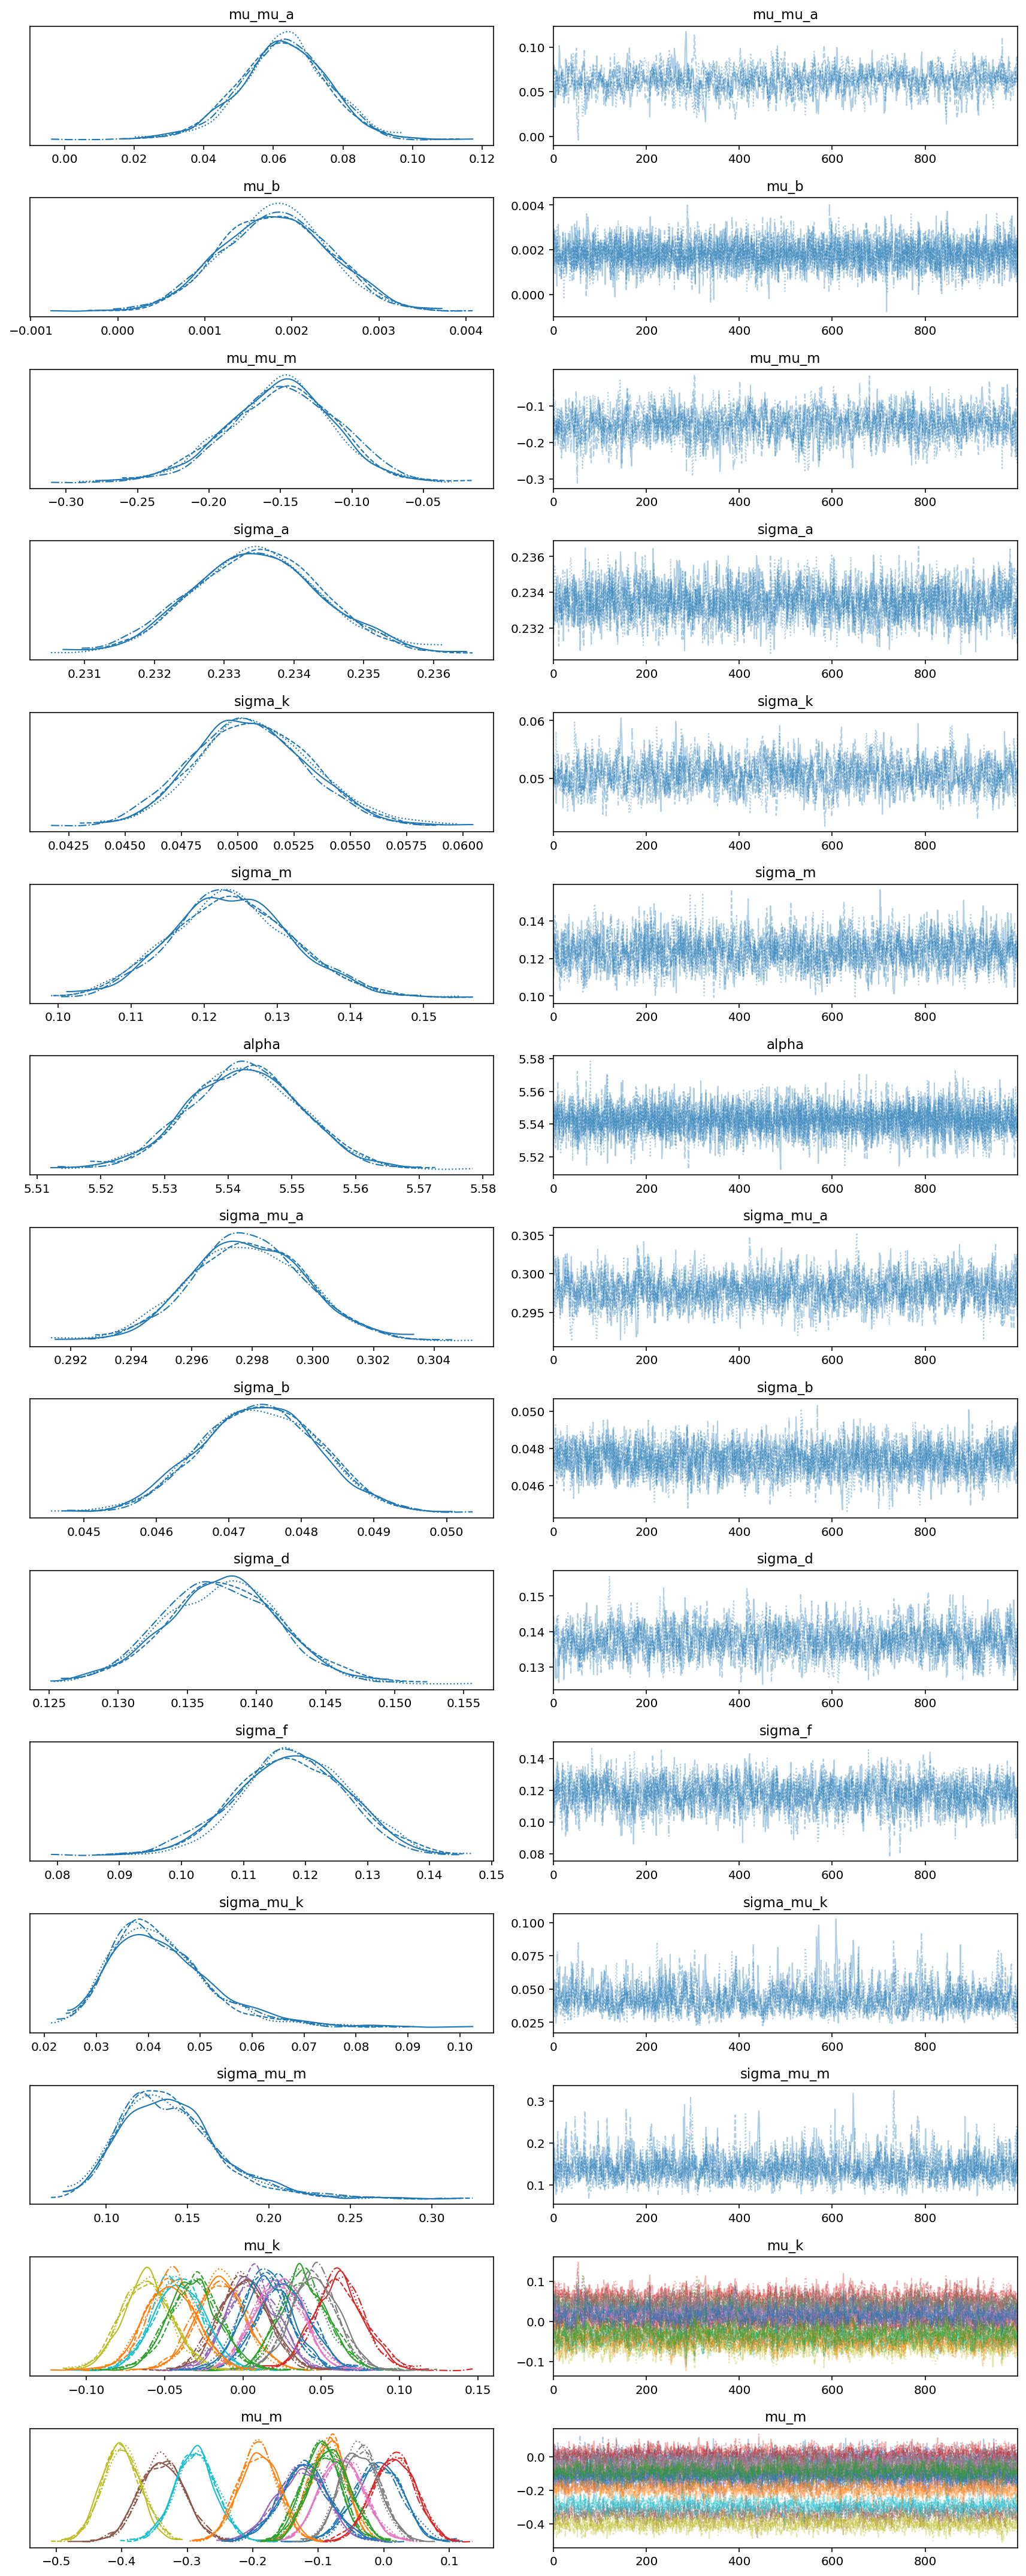 mu_mu_a mu_mu_a
0.10
0.05
0.00
0.00 0.02 0.04 0.06 0.08 0.10 0.12 0 200 400 600 800
mu_b mu_b
0.004
0.002
0.000
−0.001 0.000 0.001 0.002 0.003 0.004 0 200 400 600 800
mu_mu_m mu_mu_m
−0.1
−0.2
−0.3
−0.30 −0.25 −0.20 −0.15 −0.10 −0.05 0 200 400 600 800
sigma_a sigma_a
0.236
0.234
0.232
0.231 0.232 0.233 0.234 0.235 0.236 0 200 400 600 800
sigma_k sigma_k
0.06
0.05
0.0425 0.0450 0.0475 0.0500 0.0525 0.0550 0.0575 0.0600 0 200 400 600 800
sigma_m sigma_m
0.14
0.12
0.10
0.10 0.11 0.12 0.13 0.14 0.15 0 200 400 600 800
alpha alpha
5.58
5.56
5.54
5.52
5.51 5.52 5.53 5.54 5.55 5.56 5.57 5.58 0 200 400 600 800
sigma_mu_a sigma_mu_a
0.305
0.300
0.295
0.292 0.294 0.296 0.298 0.300 0.302 0.304 0 200 400 600 800
sigma_b sigma_b
0.050
0.048
0.046
0.045 0.046 0.047 0.048 0.049 0.050 0 200 400 600 800
sigma_d sigma_d
0.15
0.14
0.13
0.125 0.130 0.135 0.140 0.145 0.150 0.155 0 200 400 600 800
sigma_f sigma_f
0.14
0.12
0.10
0.08
0.08 0.09 0.10 0.11 0.12 0.13 0.14 0.15 0 200 400 600 800
sigma_mu_k sigma_mu_k
0.100
0.075
0.050
0.025
0.02 0.03 0.04 0.05 0.06 0.07 0.08 0.09 0.10 0 200 400 600 800
sigma_mu_m sigma_mu_m
0.3
0.2
0.1
0.10 0.15 0.20 0.25 0.30 0 200 400 600 800
mu_k mu_k
0.1
0.0
−0.1
−0.10 −0.05 0.00 0.05 0.10 0.15 0 200 400 600 800
mu_m mu_m
0.0
−0.2
−0.4
−0.5 −0.4 −0.3 −0.2 −0.1 0.0 0.1 0 200 400 600 800